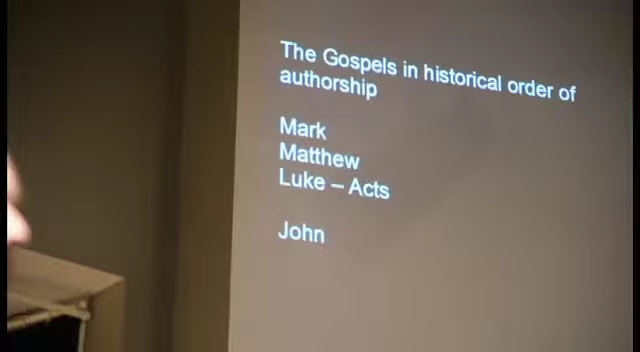 The Gospels in historical order of
authorship
Mark
Matthew
Luke – Acts
John